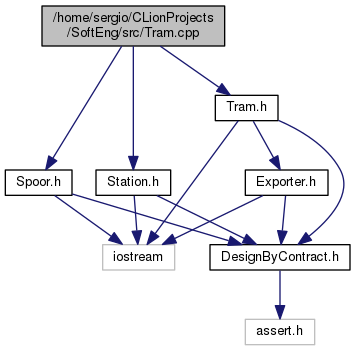 /home/sergio/CLionProjects
/SoftEng/src/Tram.cpp
Tram.h
Spoor.h
Station.h
Exporter.h
iostream
DesignByContract.h
assert.h